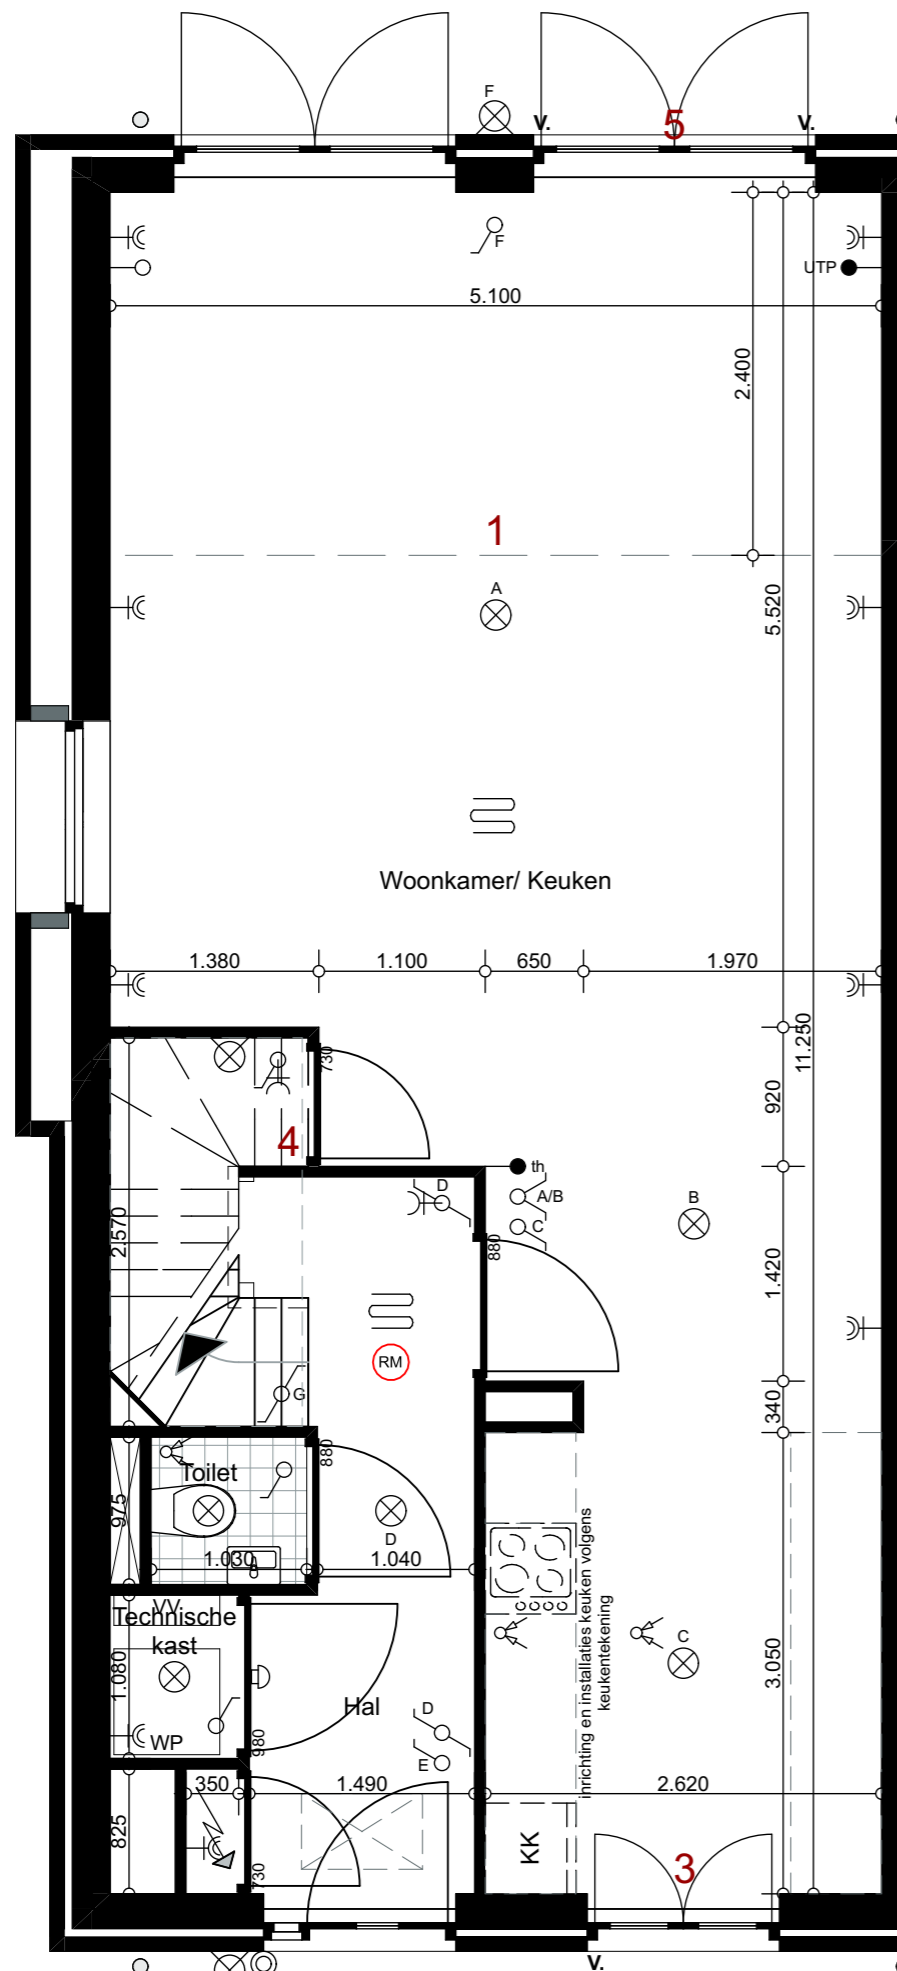 F
V.
5
V.
F
UTP
5.100
2.400
1
A
5.520
Woonkamer/ Keuken
1.380
1.100
650
1.970
11.250
730
920
4
th
D
A/B
C
B
880
2.570
1.420
RM
G
340
880
Toilet
975
D
1.030
1.040
inrichting en installaties keuken volgens
keukentekening
VV
Technische
kast
1.080
C
3.050
Hal
D
WP
980
E
350
1.490
2.620
825
KK
3
730
V.